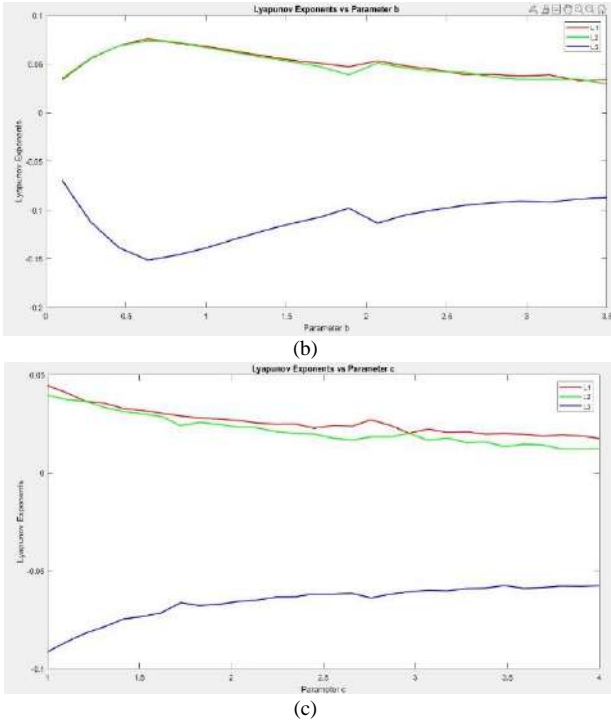 Lyapunov Exponents vs Parameter b
0.1
0.05
0
-0.05
-0.1
-0.15
-0.2
Lyapunov Exponents
L1
L2
L3
0 0.5 1 1.5 2 2.5 3 3.5
Parameter b
(b)
Lyapunov Exponents vs Parameter c
0.05
0
-0.05
-0.1
Lyapunov Exponents
L1
L2
L3
1 1.5 2 2.5 3 3.5 4
Parameter c
(c)